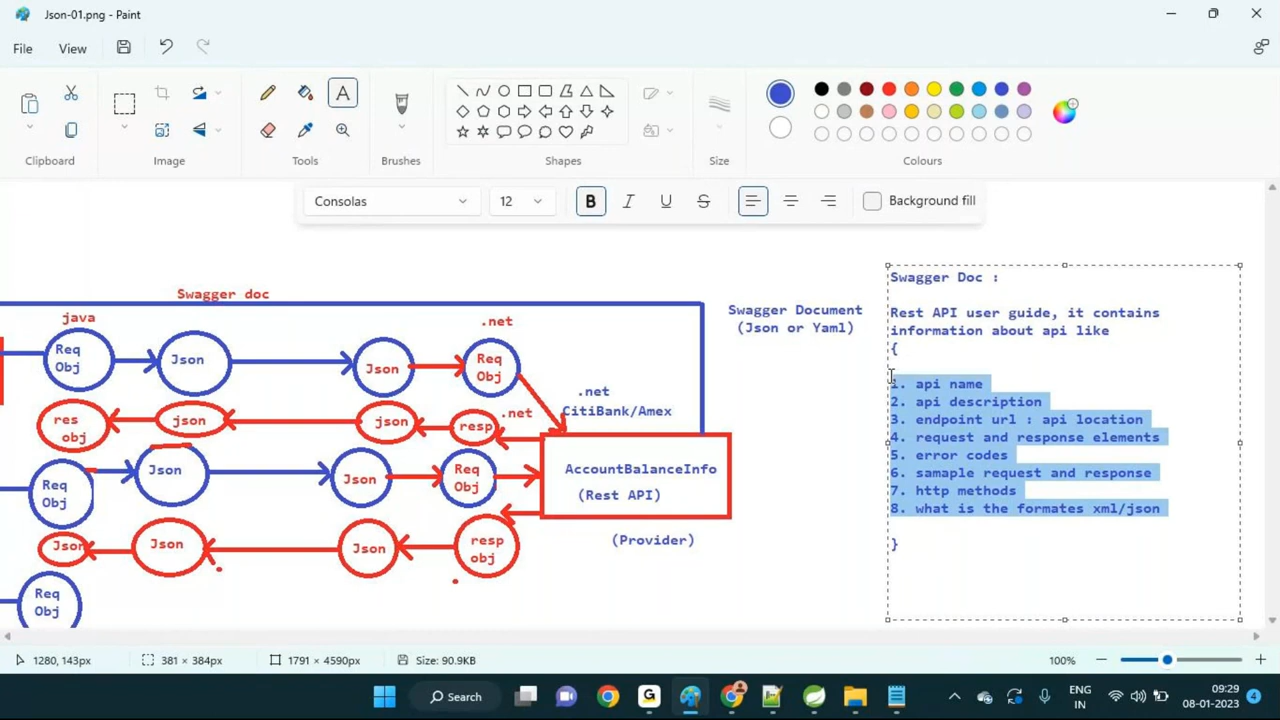 Json-01.png - Paint
File
View
Clipboard
Image
Tools
Brushes
Shapes
Size
Colours
Consolas
12
B
I
U
S
Background fill
Swagger doc
java
Req
Obj
Json
Json
Req
Obj
.net
.net
CitiBank/Amex
res
obj
json
json
resp
.net
Req
Obj
Json
Json
Req
Obj
AccountBalanceInfo
(Rest API)
(Provider)
Json
Json
Json
resp
obj
Req
Obj
Swagger Document
(Json or Yaml)
Swagger Doc :
Rest API user guide, it contains
information about api like
{
1. api name
2. api description
3. endpoint url : api location
4. request and response elements
5. error codes
6. samaple request and response
7. http methods
8. what is the formates xml/json
}
1280, 143px
381 × 384px
1791 × 4590px
Size: 90.9KB
100%
Search
ENG
IN
09:29
08-01-2023
4